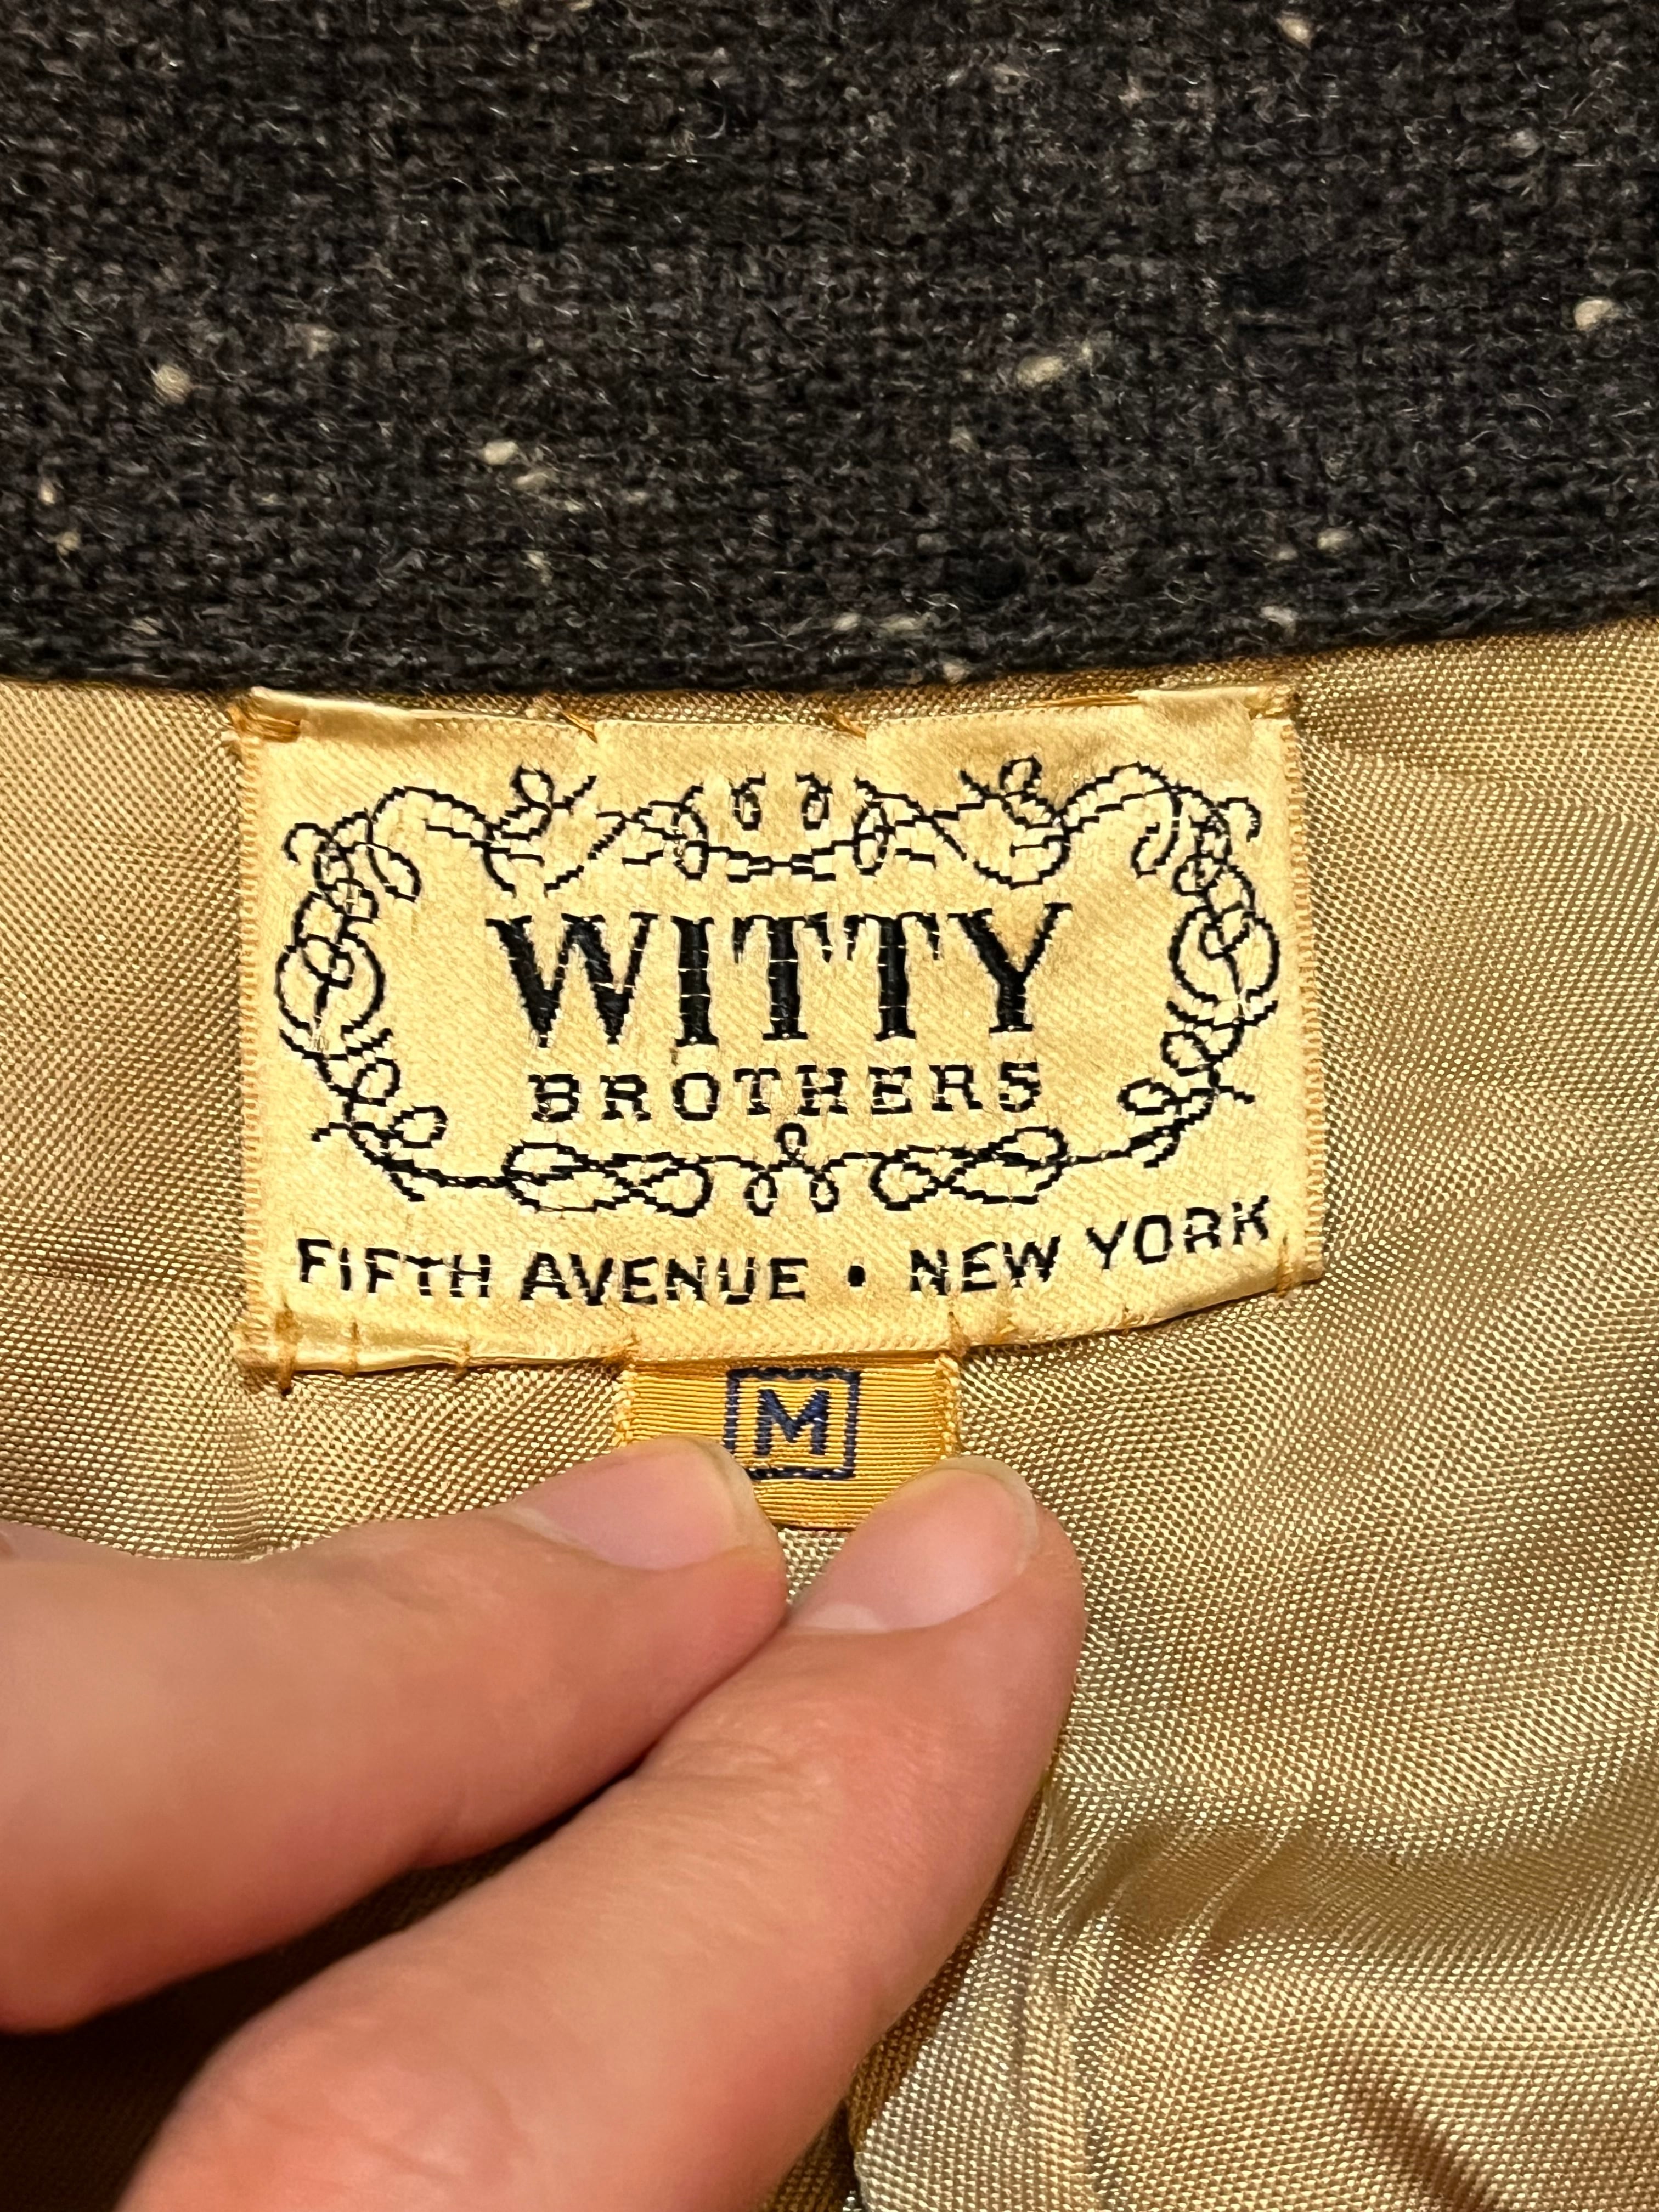 WITTY
BROTHERS
FIFTH AVENUE • NEW YORK
M